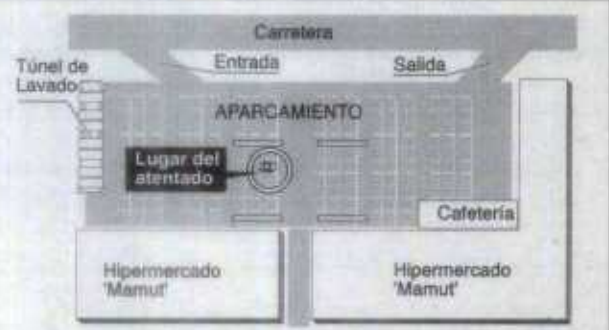 Carretera
Entrada
Salida
Túnel de
Lavado
APARCAMIENTO
Lugar del
atentado
Cafetería
Hipermercado
'Mamut'
Hipermercado
'Mamut'